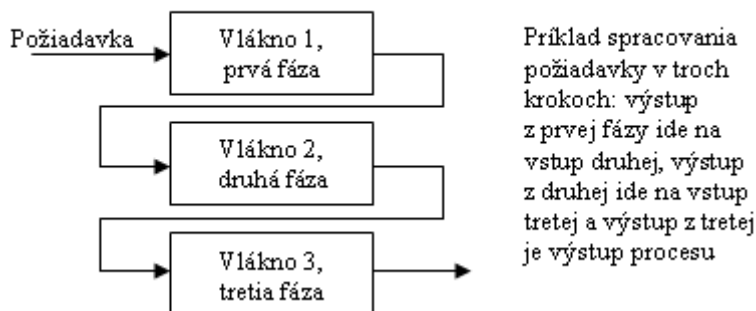 Požiadavka
Vlákno 1,
prvá fáza
Vlákno 2,
druhá fáza
Vlákno 3,
tretia fáza
Príklad spracovania
požiadavky v troch
krokoch: výstup
z prvej fázy ide na
vstup druhej, výstup
z druhej ide na vstup
tretej a výstup z tretej
je výstup procesu